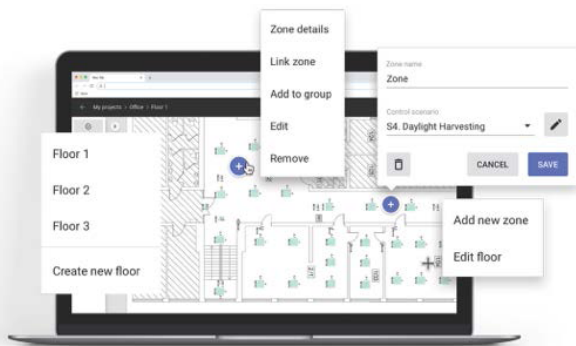 Zone details
Link zone
Add to group
Edit
Remove
Zone name
Zone
Control scenario
S4. Daylight Harvesting
CANCEL
SAVE
My projects > Office > Floor 1
Floor 1
Floor 2
Floor 3
Create new floor
Add new zone
Edit floor